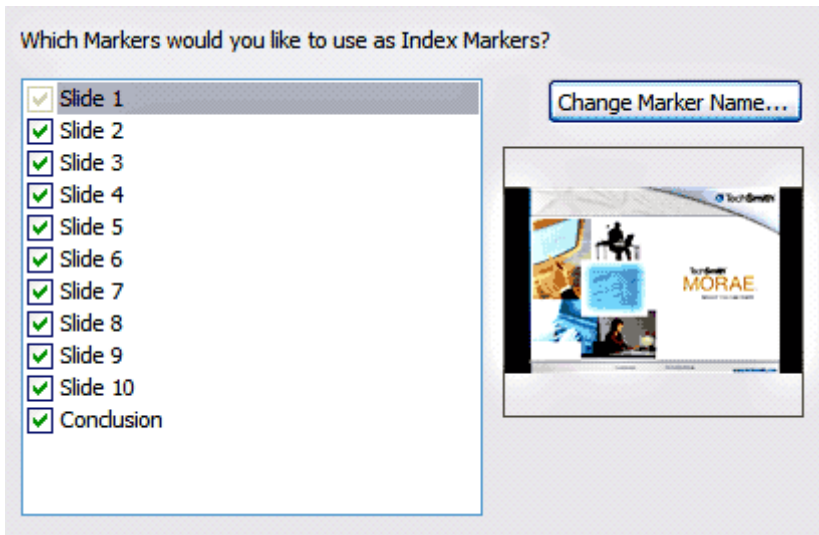 Which Markers would you like to use as Index Markers?
Slide 1
Slide 2
Slide 3
Slide 4
Slide 5
Slide 6
Slide 7
Slide 8
Slide 9
Slide 10
Conclusion
Change Marker Name...
TechSmith
TechSmith
MORAE